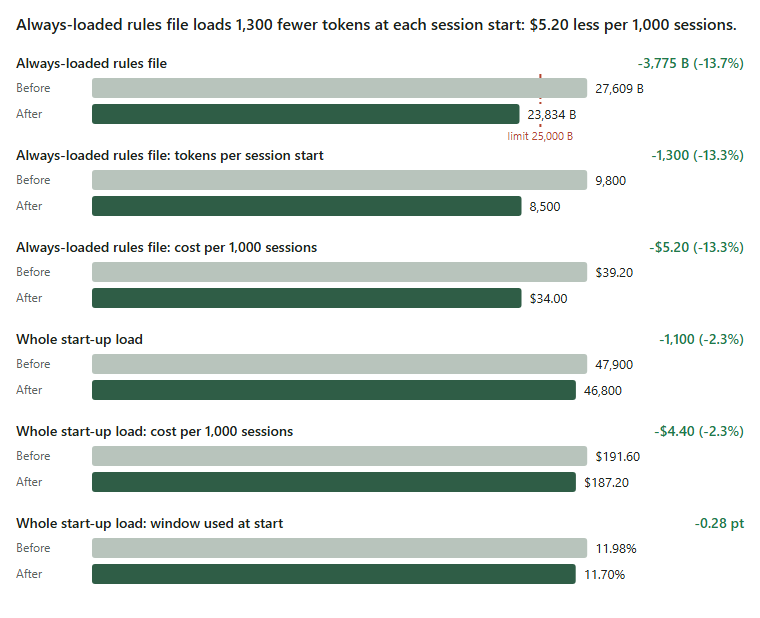 Always-loaded rules file loads 1,300 fewer tokens at each session start: $5.20 less per 1,000 sessions.
Always-loaded rules file -3,775 B (-13.7%)
Before 27,609 B
After 23,834 B
limit 25,000 B
Always-loaded rules file: tokens per session start -1,300 (-13.3%)
Before 9,800
After 8,500
Always-loaded rules file: cost per 1,000 sessions -$5.20 (-13.3%)
Before $39.20
After $34.00
Whole start-up load -1,100 (-2.3%)
Before 47,900
After 46,800
Whole start-up load: cost per 1,000 sessions -$4.40 (-2.3%)
Before $191.60
After $187.20
Whole start-up load: window used at start -0.28 pt
Before 11.98%
After 11.70%